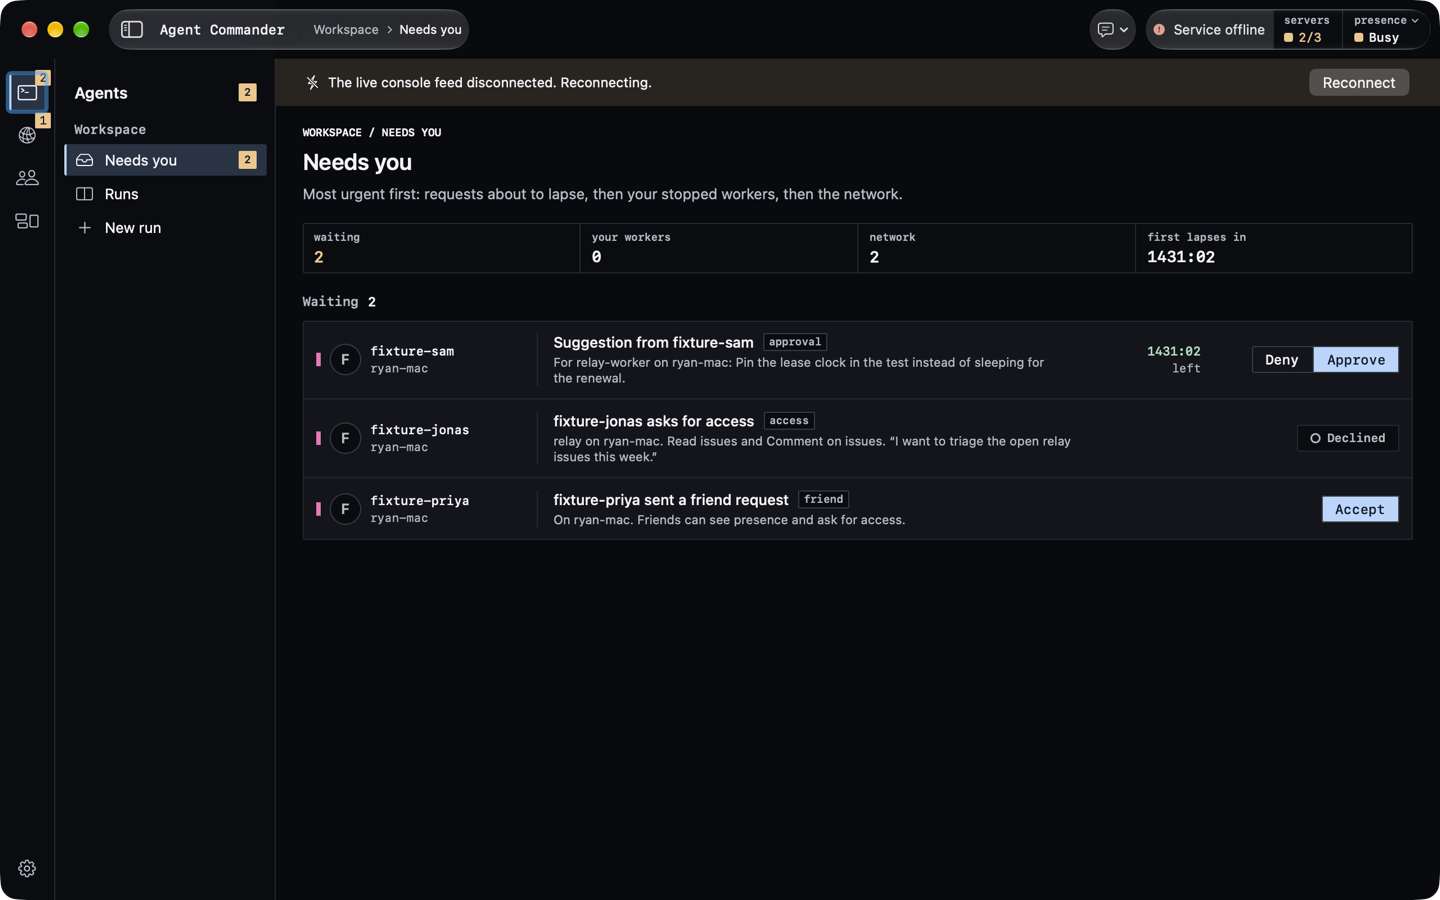 Agent Commander
Workspace > Needs you
Service offline
servers
2/3
presence
Busy
2
1
Agents
2
Workspace
Needs you
2
Runs
New run
The live console feed disconnected. Reconnecting.
Reconnect
WORKSPACE / NEEDS YOU
Needs you
Most urgent first: requests about to lapse, then your stopped workers, then the network.
waiting
2
your workers
0
network
2
first lapses in
1431:02
Waiting 2
F
fixture-sam
ryan-mac
Suggestion from fixture-sam approval
For relay-worker on ryan-mac: Pin the lease clock in the test instead of sleeping for
the renewal.
1431:02
left
Deny
Approve
F
fixture-jonas
ryan-mac
fixture-jonas asks for access access
relay on ryan-mac. Read issues and Comment on issues. “I want to triage the open relay
issues this week.”
Declined
F
fixture-priya
ryan-mac
fixture-priya sent a friend request friend
On ryan-mac. Friends can see presence and ask for access.
Accept